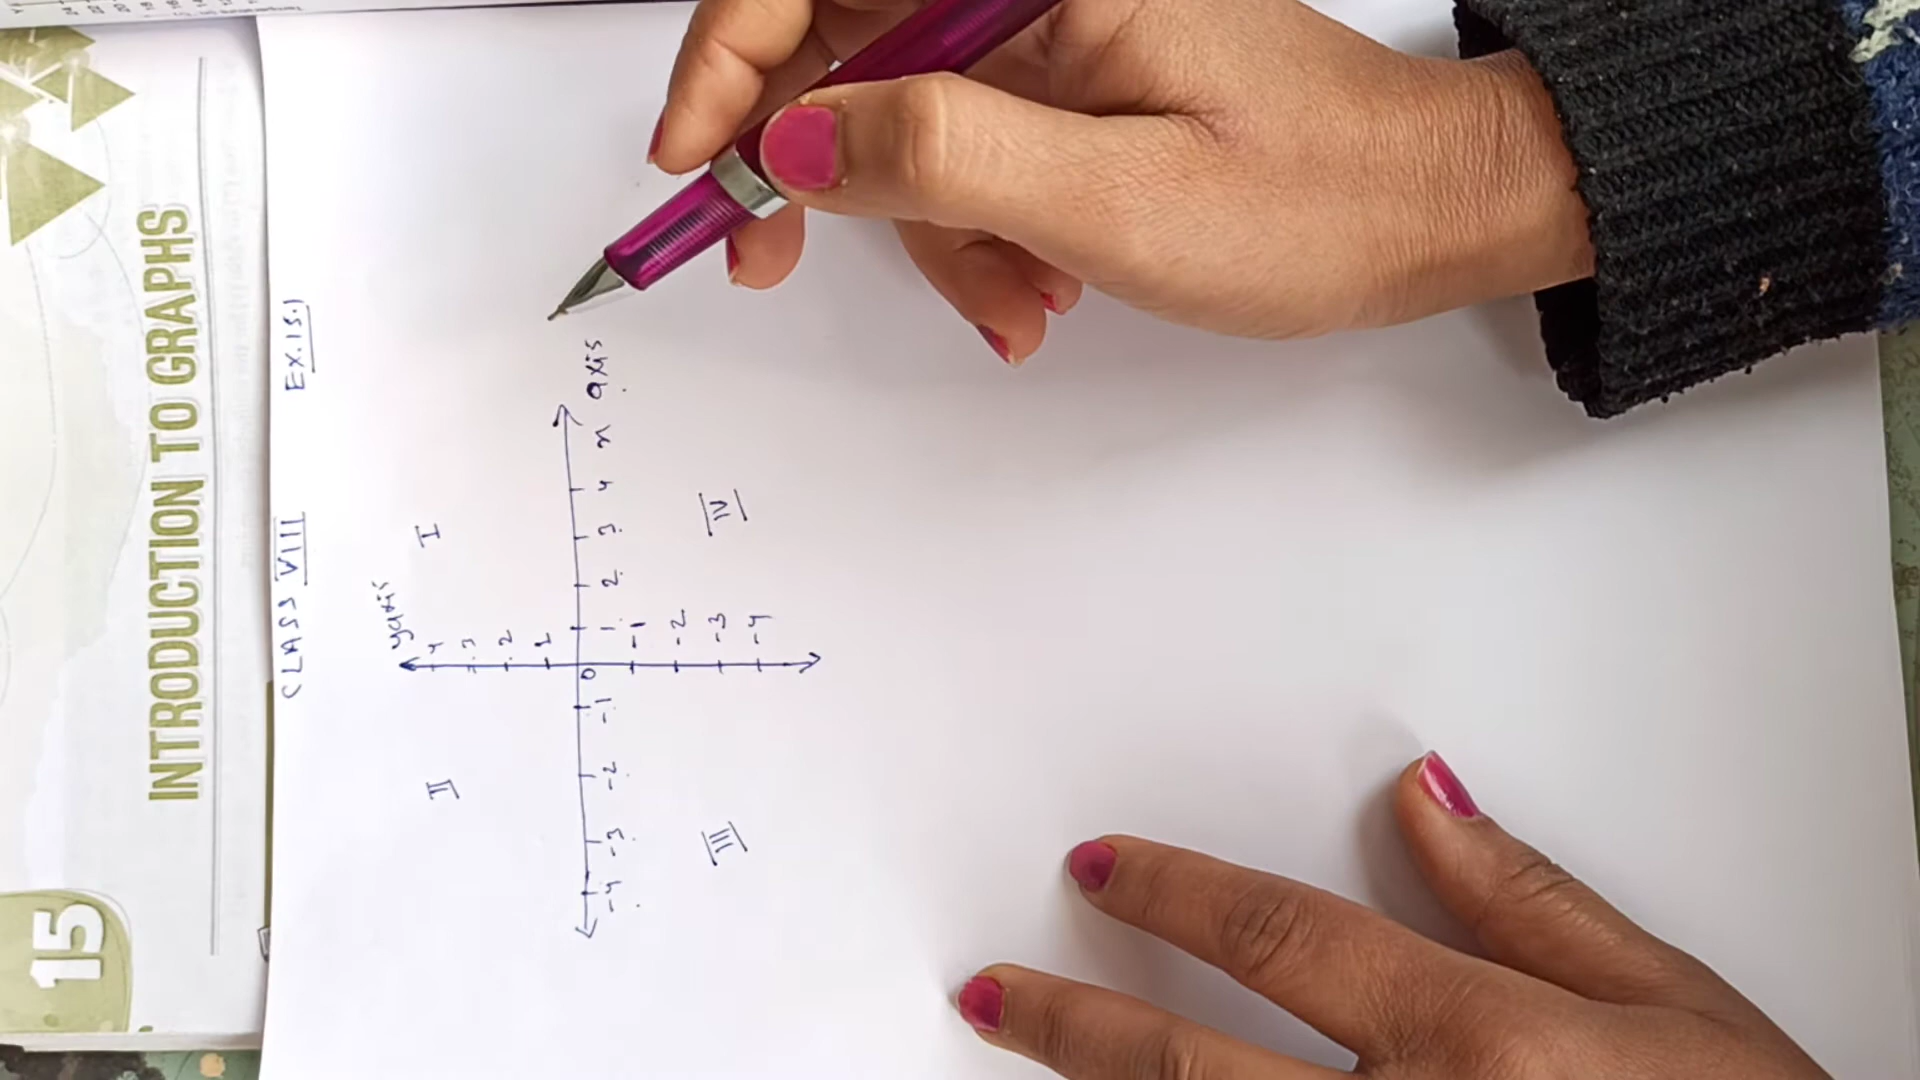 15
INTRODUCTION TO GRAPHS
CLASS VIII EX.15.1
y axis
4
3
2
1
I
II
-4 -3 -2 -1 0 1 2 3 4 x axis
-1
-2
-3
-4
III
IV